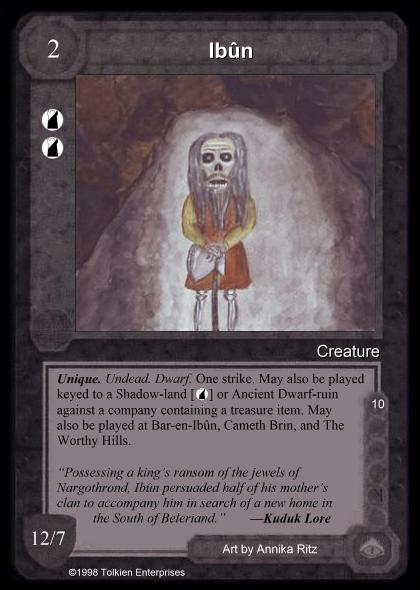 2
Ibûn
Creature
Unique. Undead. Dwarf. One strike. May also be played
keyed to a Shadow-land [ ] or Ancient Dwarf-ruin
against a company containing a treasure item. May
also be played at Bar-en-Ibûn, Cameth Brin, and The
Worthy Hills.
10
“Possessing a king’s ransom of the jewels of
Nargothrond, Ibûn persuaded half of his mother’s
clan to accompany him in search of a new home in
the South of Beleriand.” —Kuduk Lore
12/7
Art by Annika Ritz
©1998 Tolkien Enterprises